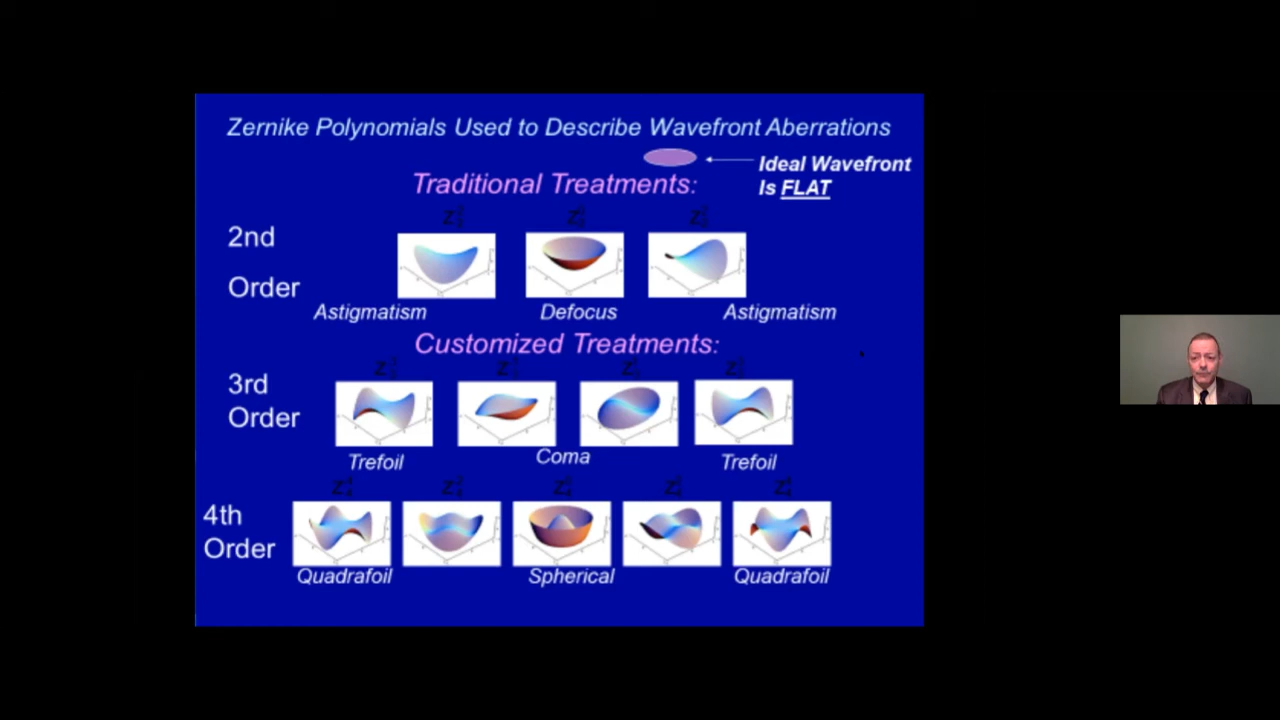 Zernike Polynomials Used to Describe Wavefront Aberrations
Ideal Wavefront
Is FLAT
Traditional Treatments:
2nd
Order
Astigmatism Defocus Astigmatism
Customized Treatments:
3rd
Order
Trefoil Coma Trefoil
4th
Order
Quadrafoil Spherical Quadrafoil